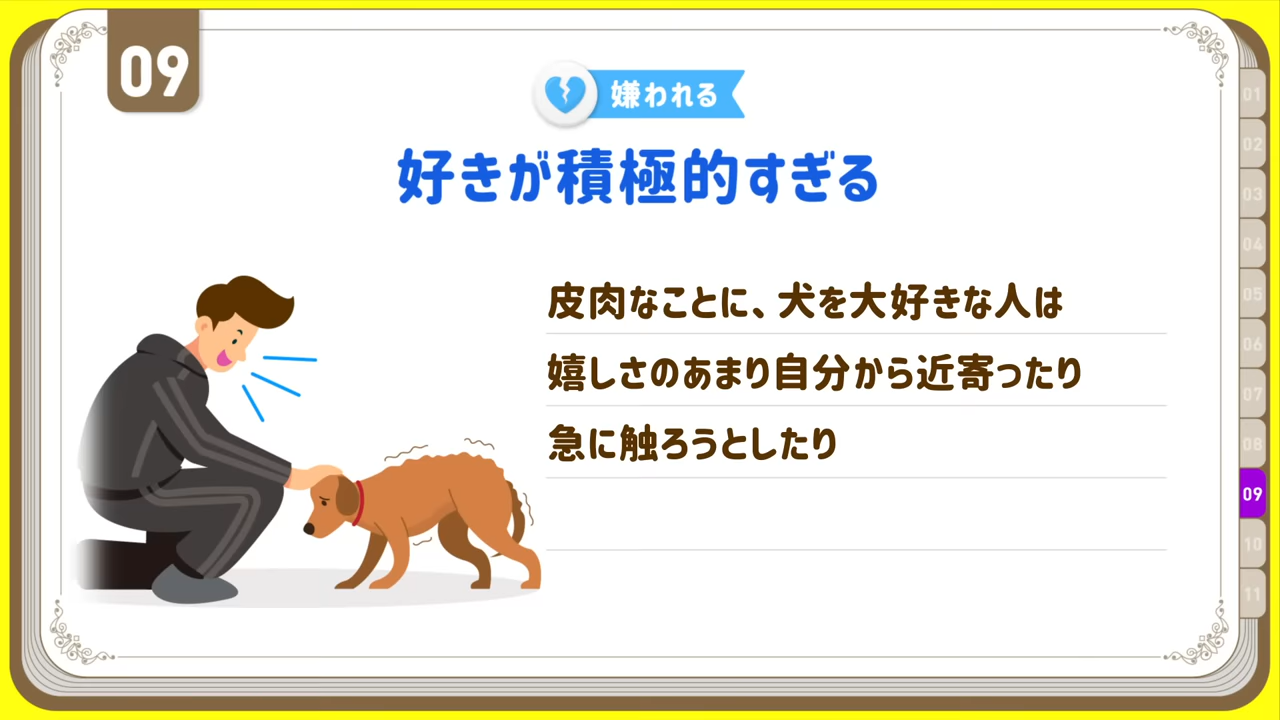 09
嫌われる
好きが積極的すぎる
皮肉なことに、犬を大好きな人は
嬉しさのあまり自分から近寄ったり
急に触ろうとしたり
01
02
03
04
05
06
07
08
09
10
11